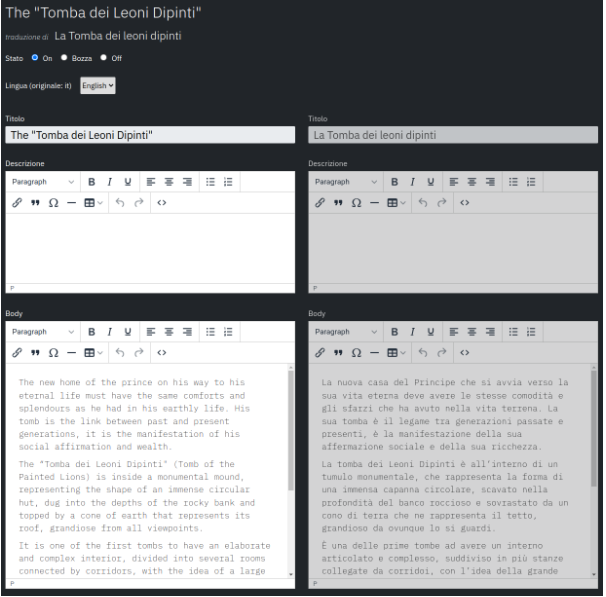 The "Tomba dei Leoni Dipinti"
traduzione di La Tomba dei leoni dipinti
Stato On Bozza Off
Lingua (originale: it) English
Titolo
The "Tomba dei Leoni Dipinti"
Descrizione
Paragraph B I U
P
Body
Paragraph B I U
The new home of the prince on his way to his
eternal life must have the same comforts and
splendours as he had in his earthly life. His
tomb is the link between past and present
generations, it is the manifestation of his
social affirmation and wealth.
The "Tomba dei Leoni Dipinti" (Tomb of the
Painted Lions) is inside a monumental mound,
representing the shape of an immense circular
hut, dug into the depths of the rocky bank and
topped by a cone of earth that represents its
roof, grandiose from all viewpoints.
It is one of the first tombs to have an elaborate
and complex interior, divided into several rooms
connected by corridors, with the idea of a large
P
Titolo
La Tomba dei leoni dipinti
Descrizione
Paragraph B I U
P
Body
Paragraph B I U
La nuova casa del Principe che si avvia verso la
sua vita eterna deve avere le stesse comodità e
gli sfarzi che ha avuto nella vita terrena. La
sua tomba è il legame tra generazioni passate e
presenti, è la manifestazione della sua
affermazione sociale e della sua ricchezza.
La tomba dei Leoni Dipinti è all'interno di un
tumulo monumentale, che rappresenta la forma di
una immensa capanna circolare, scavato nella
profondità del banco roccioso e sovrastato da un
cono di terra che ne rappresenta il tetto,
grandioso da ovunque lo si guardi.
È una delle prime tombe ad avere un interno
articolato e complesso, suddiviso in più stanze
collegate da corridoi, con l'idea della grande
P